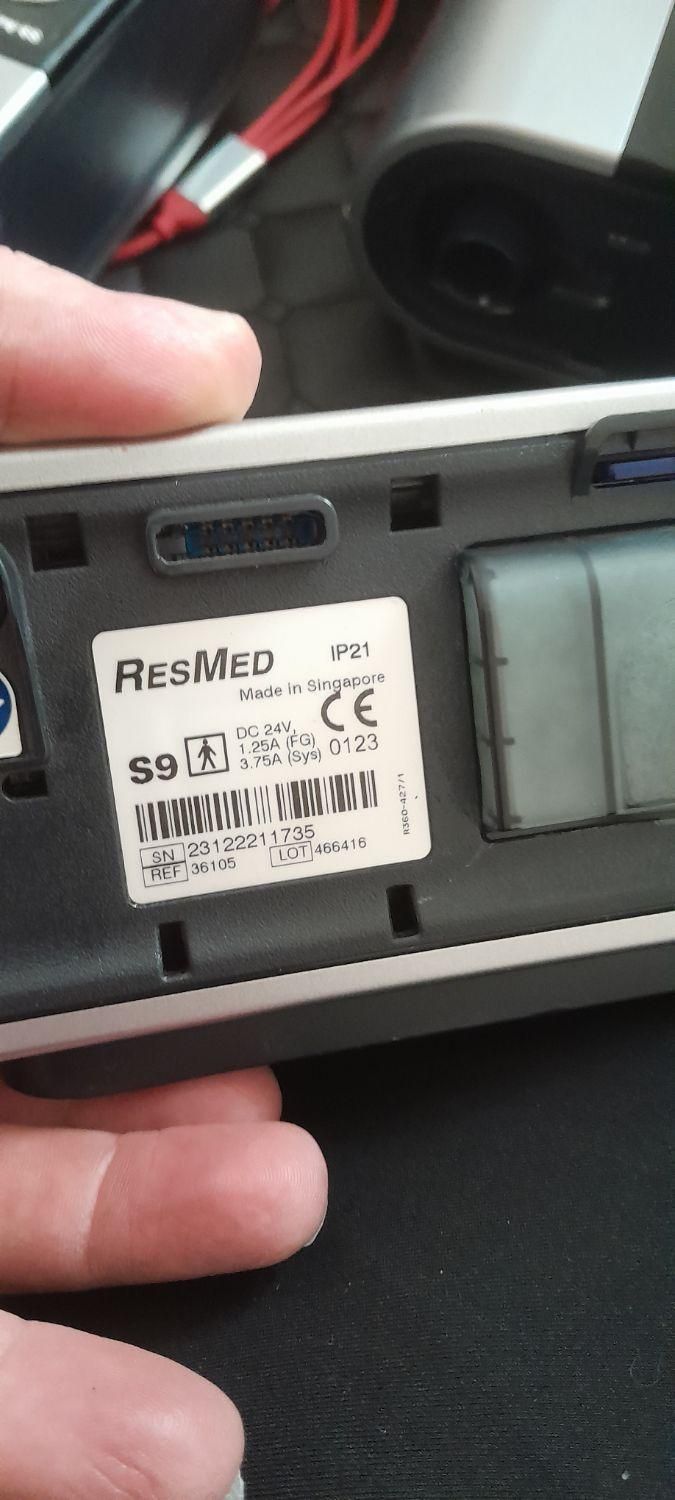 RESMED
IP21
Made in Singapore
CE
S9
DC 24V,
1.25A (FG)
3.75A (Sys)
0123
R360-427/1
SN 23122211735
REF 36105
LOT 466416